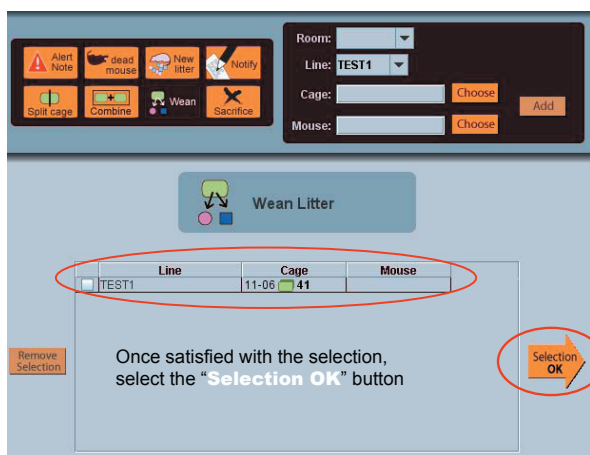 Alert
Note
dead
mouse
New
litter
Notify
Split cage
Combine
Wean
Sacrifice
Room:
Line: TEST1
Cage:
Choose
Add
Mouse:
Choose
Wean Litter
Line Cage Mouse
TEST1 11-06 41
Remove
Selection
Once satisfied with the selection,
select the “Selection OK” button
Selection
OK